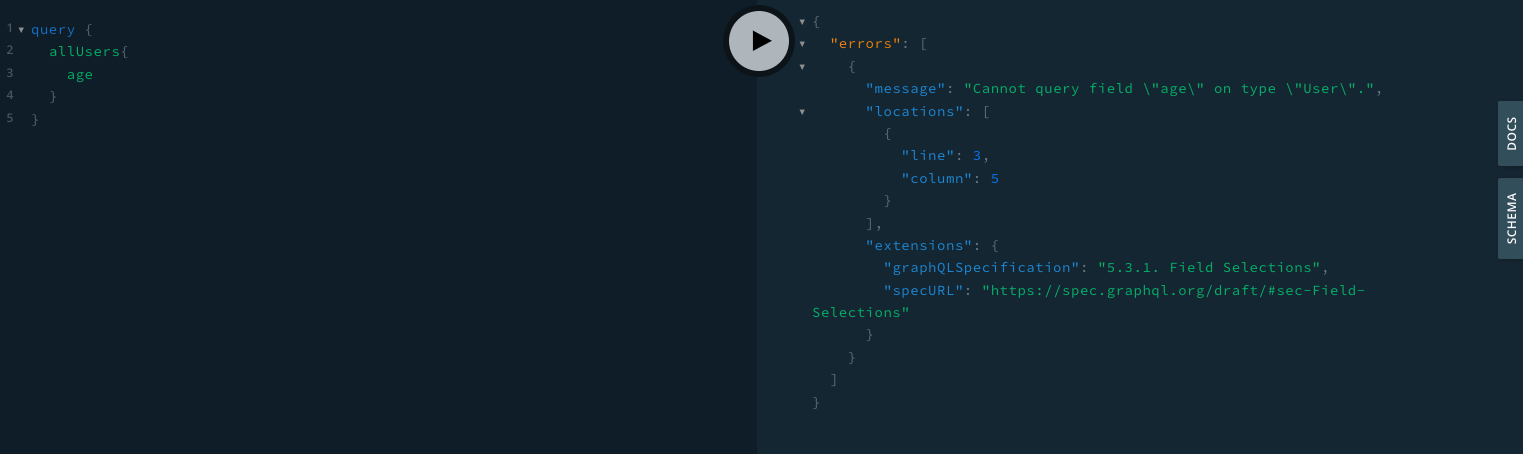 1 query {
2 allUsers{
3 age
4 }
5 }
{
"errors": [
{
"message": "Cannot query field \"age\" on type \"User\".",
"locations": [
{
"line": 3,
"column": 5
}
],
"extensions": {
"graphQLSpecification": "5.3.1. Field Selections",
"specURL": "https://spec.graphql.org/draft/#sec-Field-
Selections"
}
}
]
}
DOCS
SCHEMA